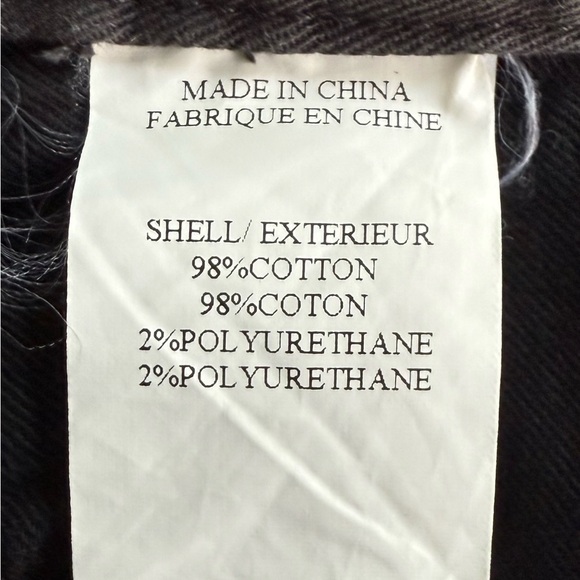 MADE IN CHINA
FABRIQUE EN CHINE
SHELL/ EXTERIEUR
98%COTTON
98%COTON
2%POLYURETHANE
2%POLYURETHANE